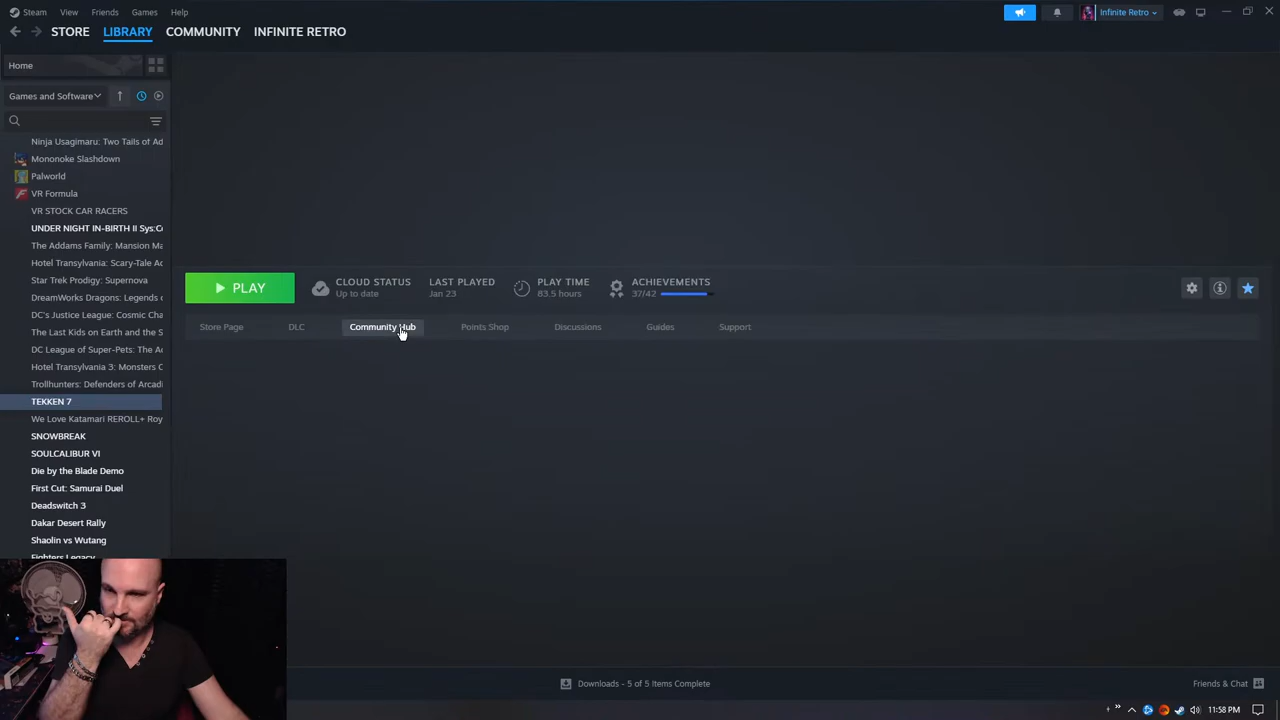 Steam View Friends Games Help
Infinite Retro
STORE LIBRARY COMMUNITY INFINITE RETRO
Home
Games and Software
Ninja Usagimaru: Two Tails of Ad
Mononoke Slashdown
Palworld
VR Formula
VR STOCK CAR RACERS
UNDER NIGHT IN-BIRTH II Sys:C
The Addams Family: Mansion Ma
Hotel Transylvania: Scary-Tale Ac
Star Trek Prodigy: Supernova
DreamWorks Dragons: Legends o
DC's Justice League: Cosmic Cha
The Last Kids on Earth and the S
DC League of Super-Pets: The Ac
Hotel Transylvania 3: Monsters C
Trollhunters: Defenders of Arcadi
TEKKEN 7
We Love Katamari REROLL+ Roy
SNOWBREAK
SOULCALIBUR VI
Die by the Blade Demo
First Cut: Samurai Duel
Deadswitch 3
Dakar Desert Rally
Shaolin vs Wutang
Fighters Legacy
PLAY
CLOUD STATUS
Up to date
LAST PLAYED
Jan 23
PLAY TIME
83.5 hours
ACHIEVEMENTS
37/42
Store Page DLC Community Hub Points Shop Discussions Guides Support
Downloads - 5 of 5 Items Complete
Friends & Chat
11:58 PM